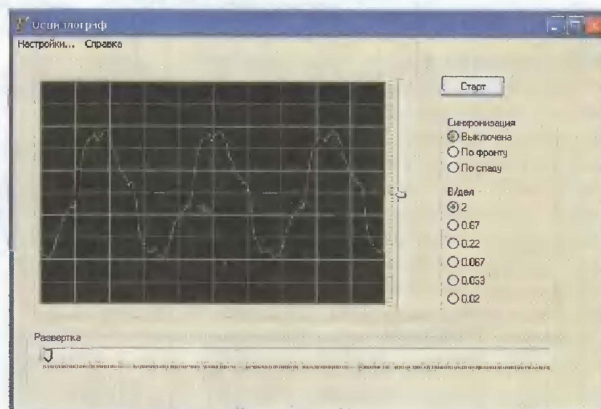 Осциллограф
Настройки... Справка
Старт
Синхронизация
Выключена
По фронту
По спаду
В/дел
2
0.67
0.22
0.067
0.033
0.02
Развертка